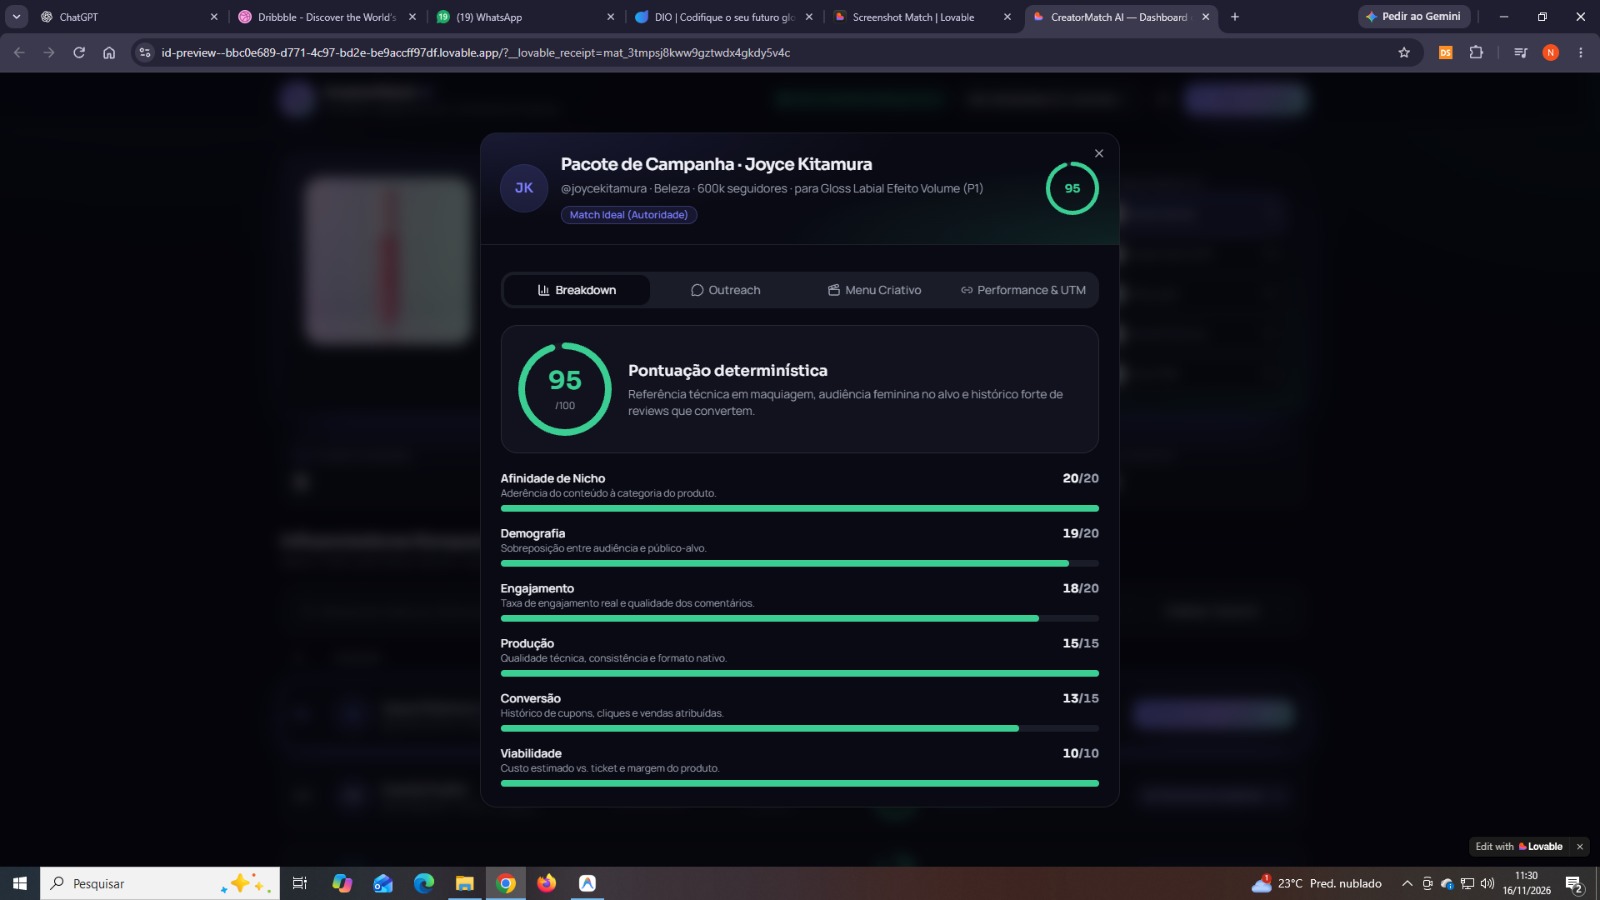 ChatGPT
Dribbble - Discover the World's
(19) WhatsApp
DIO | Codifique o seu futuro glo
Screenshot Match | Lovable
CreatorMatch AI — Dashboard
Pedir ao Gemini
id-preview--bbc0e689-d771-4c97-bd2e-be9accff97df.lovable.app/?__lovable_receipt=mat_3tmpsj8kww9gztwdx4gkdy5v4c
DS
N
JK
Pacote de Campanha · Joyce Kitamura
@joycekitamura · Beleza · 600k seguidores · para Gloss Labial Efeito Volume (P1)
Match Ideal (Autoridade)
95
Breakdown
Outreach
Menu Criativo
Performance & UTM
95
/100
Pontuação determinística
Referência técnica em maquiagem, audiência feminina no alvo e histórico forte de
reviews que convertem.
Afinidade de Nicho 20/20
Aderência do conteúdo à categoria do produto.
Demografia 19/20
Sobreposição entre audiência e público-alvo.
Engajamento 18/20
Taxa de engajamento real e qualidade dos comentários.
Produção 15/15
Qualidade técnica, consistência e formato nativo.
Conversão 13/15
Histórico de cupons, cliques e vendas atribuídas.
Viabilidade 10/10
Custo estimado vs. ticket e margem do produto.
Edit with Lovable
Pesquisar
23°C Pred. nublado
11:30
16/11/2026
2